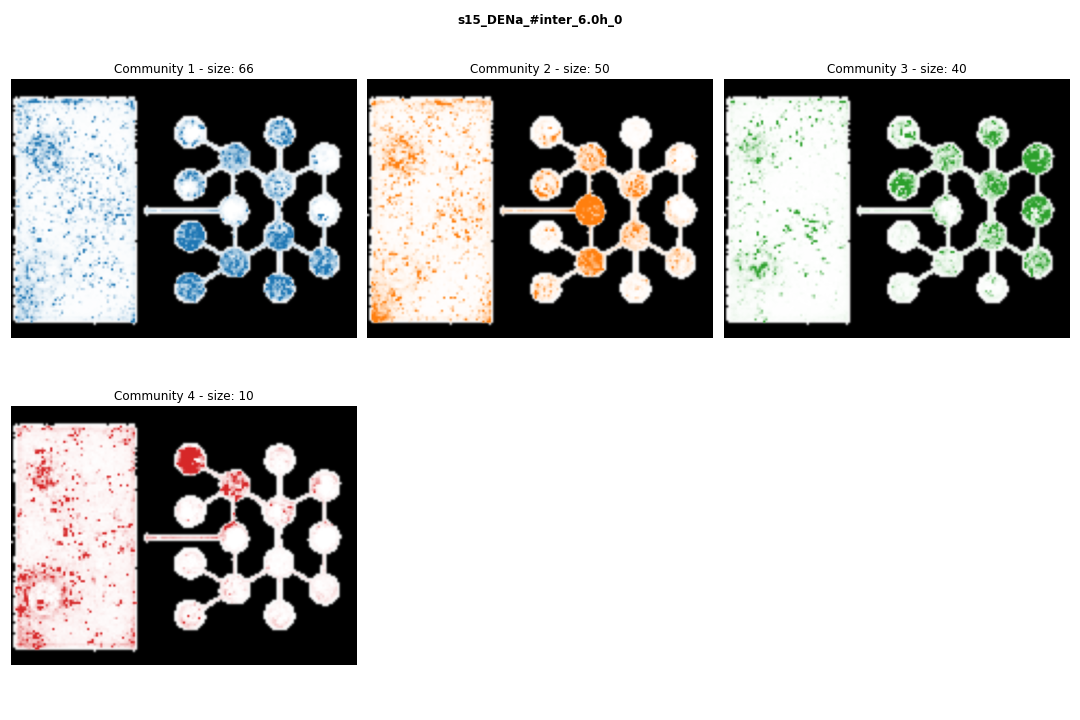 s15_DENa_#inter_6.0h_0
Community 1 - size: 66
Community 2 - size: 50
Community 3 - size: 40
Community 4 - size: 10